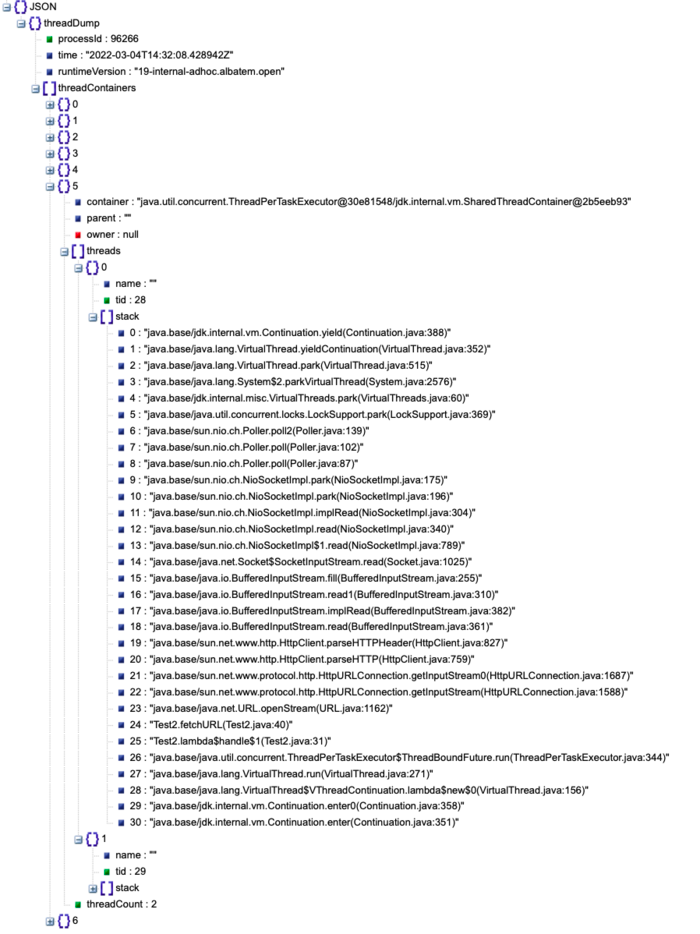 JSON
threadDump
processId : 96266
time : "2022-03-04T14:32:08.428942Z"
runtimeVersion : "19-internal-adhoc.albatem.open"
threadContainers
0
1
2
3
4
5
container : "java.util.concurrent.ThreadPerTaskExecutor@30e81548/jdk.internal.vm.SharedThreadContainer@2b5eeb93"
parent : ""
owner : null
threads
0
name : ""
tid : 28
stack
0 : "java.base/jdk.internal.vm.Continuation.yield(Continuation.java:388)"
1 : "java.base/java.lang.VirtualThread.yieldContinuation(VirtualThread.java:352)"
2 : "java.base/java.lang.VirtualThread.park(VirtualThread.java:515)"
3 : "java.base/java.lang.System$2.parkVirtualThread(System.java:2576)"
4 : "java.base/jdk.internal.misc.VirtualThreads.park(VirtualThreads.java:60)"
5 : "java.base/java.util.concurrent.locks.LockSupport.park(LockSupport.java:369)"
6 : "java.base/sun.nio.ch.Poller.poll2(Poller.java:139)"
7 : "java.base/sun.nio.ch.Poller.poll(Poller.java:102)"
8 : "java.base/sun.nio.ch.Poller.poll(Poller.java:87)"
9 : "java.base/sun.nio.ch.NioSocketImpl.park(NioSocketImpl.java:175)"
10 : "java.base/sun.nio.ch.NioSocketImpl.park(NioSocketImpl.java:196)"
11 : "java.base/sun.nio.ch.NioSocketImpl.implRead(NioSocketImpl.java:304)"
12 : "java.base/sun.nio.ch.NioSocketImpl.read(NioSocketImpl.java:340)"
13 : "java.base/sun.nio.ch.NioSocketImpl$1.read(NioSocketImpl.java:789)"
14 : "java.base/java.net.Socket$SocketInputStream.read(Socket.java:1025)"
15 : "java.base/java.io.BufferedInputStream.fill(BufferedInputStream.java:255)"
16 : "java.base/java.io.BufferedInputStream.read1(BufferedInputStream.java:310)"
17 : "java.base/java.io.BufferedInputStream.implRead(BufferedInputStream.java:382)"
18 : "java.base/java.io.BufferedInputStream.read(BufferedInputStream.java:361)"
19 : "java.base/sun.net.www.http.HttpClient.parseHTTPHeader(HttpClient.java:827)"
20 : "java.base/sun.net.www.http.HttpClient.parseHTTP(HttpClient.java:759)"
21 : "java.base/sun.net.www.protocol.http.HttpURLConnection.getInputStream0(HttpURLConnection.java:1687)"
22 : "java.base/sun.net.www.protocol.http.HttpURLConnection.getInputStream(HttpURLConnection.java:1588)"
23 : "java.base/java.net.URL.openStream(URL.java:1162)"
24 : "Test2.fetchURL(Test2.java:40)"
25 : "Test2.lambda$handle$1(Test2.java:31)"
26 : "java.base/java.util.concurrent.ThreadPerTaskExecutor$ThreadBoundFuture.run(ThreadPerTaskExecutor.java:344)"
27 : "java.base/java.lang.VirtualThread.run(VirtualThread.java:271)"
28 : "java.base/java.lang.VirtualThread$VThreadContinuation.lambda$new$0(VirtualThread.java:156)"
29 : "java.base/jdk.internal.vm.Continuation.enter0(Continuation.java:358)"
30 : "java.base/jdk.internal.vm.Continuation.enter(Continuation.java:351)"
1
name : ""
tid : 29
stack
threadCount : 2
6